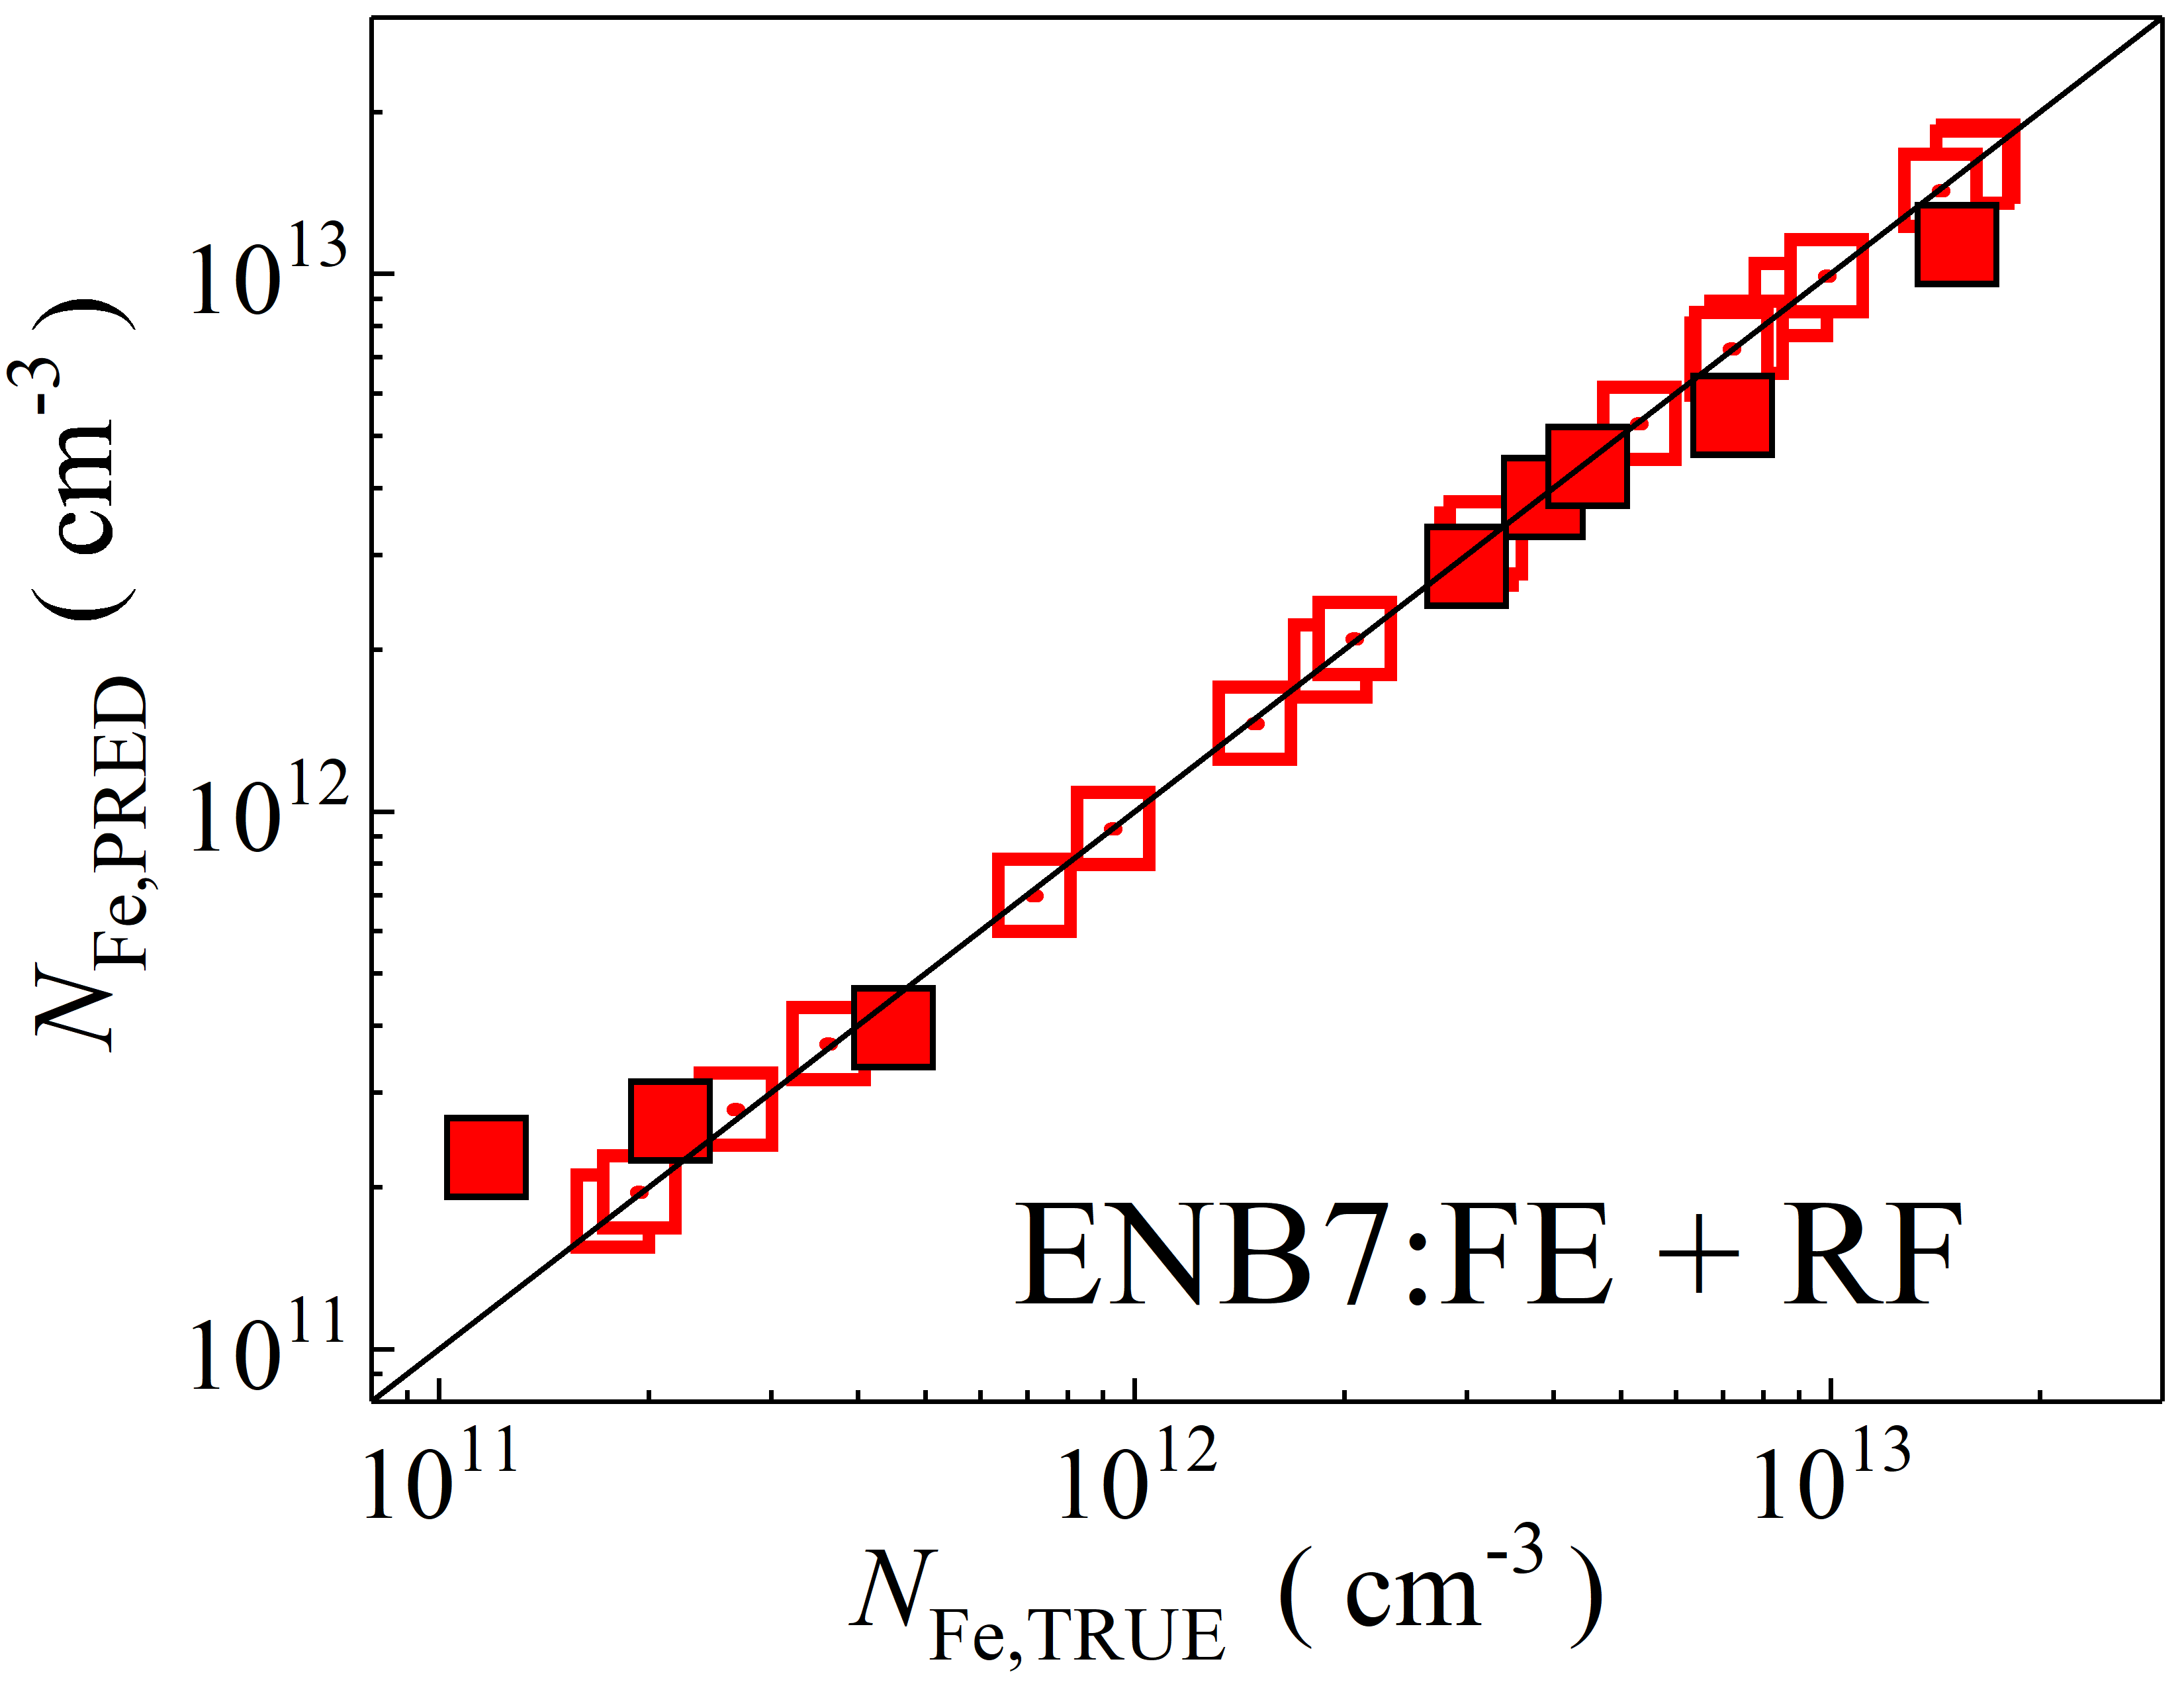 N_Fe,PRED ( cm^-3 )
10^13
10^12
10^11
ENB7:FE + RF
10^11 10^12 10^13
N_Fe,TRUE ( cm^-3 )